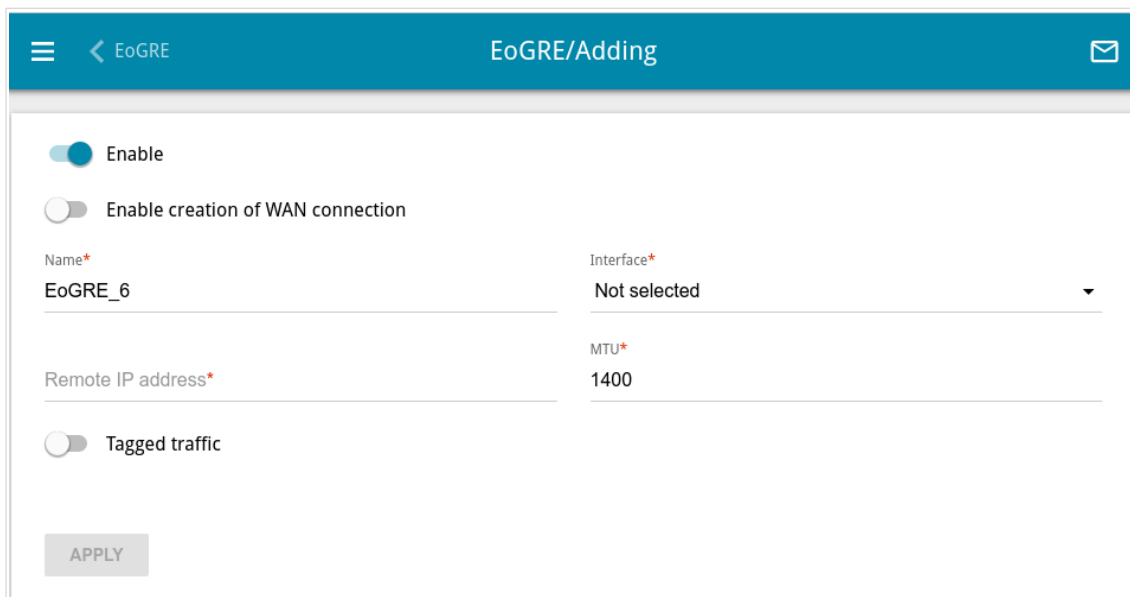 EoGRE
EoGRE/Adding
Enable
Enable creation of WAN connection
Name*
Interface*
EoGRE_6
Not selected
MTU*
Remote IP address*
1400
Tagged traffic
APPLY